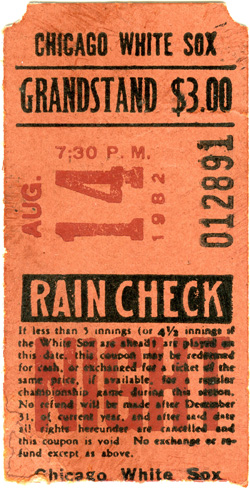 CHICAGO WHITE SOX
GRANDSTAND $3.00
7:30 P. M.
AUG. 14 1982
012891
RAIN CHECK
If less than 5 innings (or 4½ innings if
the White Sox are ahead) are played on
this date, this coupon may be redeemed
for cash, or exchanged for a ticket of the
same price, if available, for a regular
championship game during this season.
No refund will be made after December
31, of current year, and after said date
all rights hereunder are cancelled and
this coupon is void. No exchange or re-
fund except as above.
Chicago White Sox